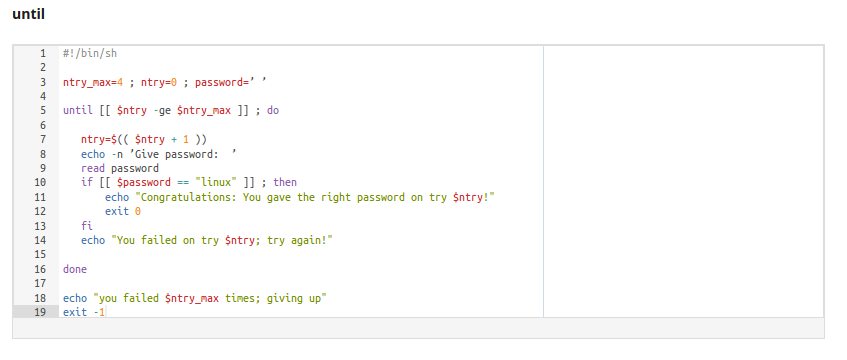 until
1 #!/bin/sh
2
3 ntry_max=4 ; ntry=0 ; password=’ ’
4
5 until [[ $ntry -ge $ntry_max ]] ; do
6
7    ntry=$(( $ntry + 1 ))
8    echo -n ’Give password:  ’
9    read password
10    if [[ $password == "linux" ]] ; then
11        echo "Congratulations: You gave the right password on try $ntry!"
12        exit 0
13    fi
14    echo "You failed on try $ntry; try again!"
15
16 done
17
18 echo "you failed $ntry_max times; giving up"
19 exit -1